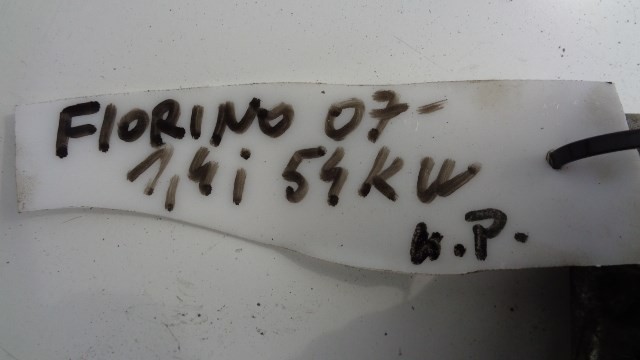 FIORINO 07-
1,4i 54KW
W.P.